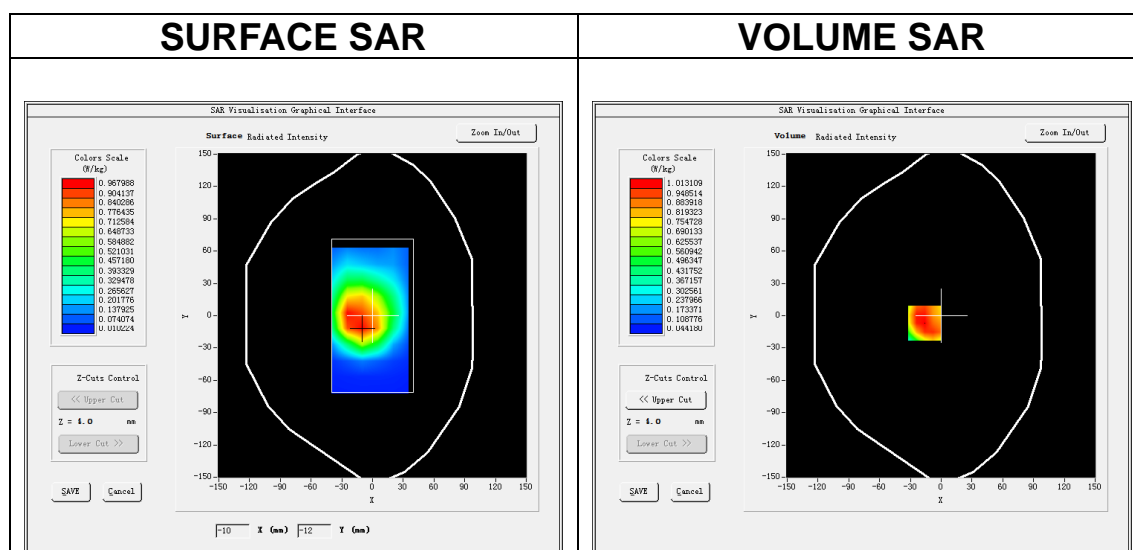 SURFACE SAR
VOLUME SAR
SAR Visualisation Graphical Interface
Surface Radiated Intensity
Zoom In/Out
Colors Scale
(W/kg)
0.967988
0.904137
0.840286
0.776435
0.712584
0.648733
0.584882
0.521031
0.457180
0.393329
0.329478
0.265627
0.201776
0.137925
0.074074
0.010224
Z-Cuts Control
<< Upper Cut
Z = 4.0 mm
Lower Cut >>
SAVE Cancel
150
120
90
60
30
0
-30
-60
-90
-120
-150
Y
-150 -120 -90 -60 -30 0 30 60 90 120 150
X
-10 X (mm) -12 Y (mm)
SAR Visualisation Graphical Interface
Volume Radiated Intensity
Zoom In/Out
Colors Scale
(W/kg)
1.013109
0.948514
0.883918
0.819323
0.754728
0.690133
0.625537
0.560942
0.496347
0.431752
0.367157
0.302561
0.237966
0.173371
0.108776
0.044180
Z-Cuts Control
<< Upper Cut
Z = 4.0 mm
Lower Cut >>
SAVE Cancel
150
120
90
60
30
0
-30
-60
-90
-120
-150
Y
-150 -120 -90 -60 -30 0 30 60 90 120 150
X